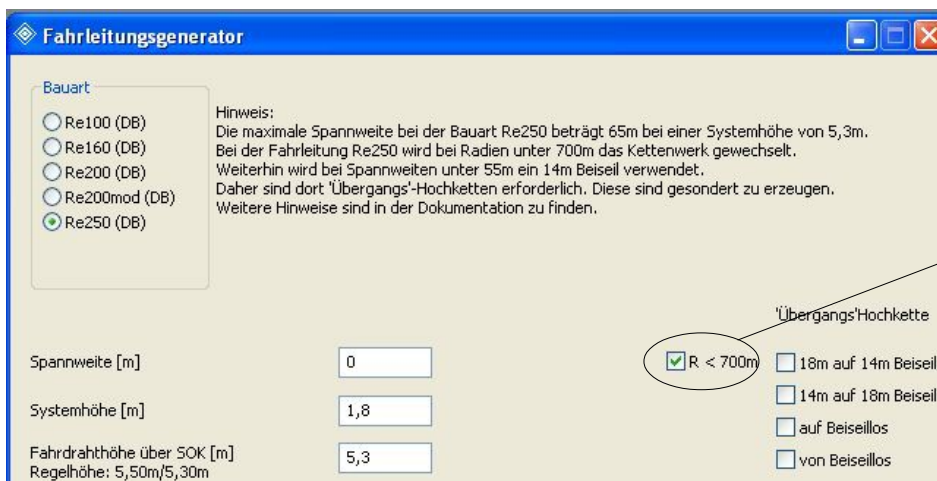 Fahrleitungsgenerator
Bauart
Re100 (DB)
Re160 (DB)
Re200 (DB)
Re200mod (DB)
Re250 (DB)
Hinweis:
Die maximale Spannweite bei der Bauart Re250 beträgt 65m bei einer Systemhöhe von 5,3m.
Bei der Fahrleitung Re250 wird bei Radien unter 700m das Kettenwerk gewechselt.
Weiterhin wird bei Spannweiten unter 55m ein 14m Beiseil verwendet.
Daher sind dort 'Übergangs'-Hochketten erforderlich. Diese sind gesondert zu erzeugen.
Weitere Hinweise sind in der Dokumentation zu finden.
'Übergangs'Hochkette
Spannweite [m] 0 R < 700m 18m auf 14m Beiseil
14m auf 18m Beiseil
Systemhöhe [m] 1,8
auf Beiseillos
Fahrdrahthöhe über SOK [m] 5,3 von Beiseillos
Regelhöhe: 5,50m/5,30m